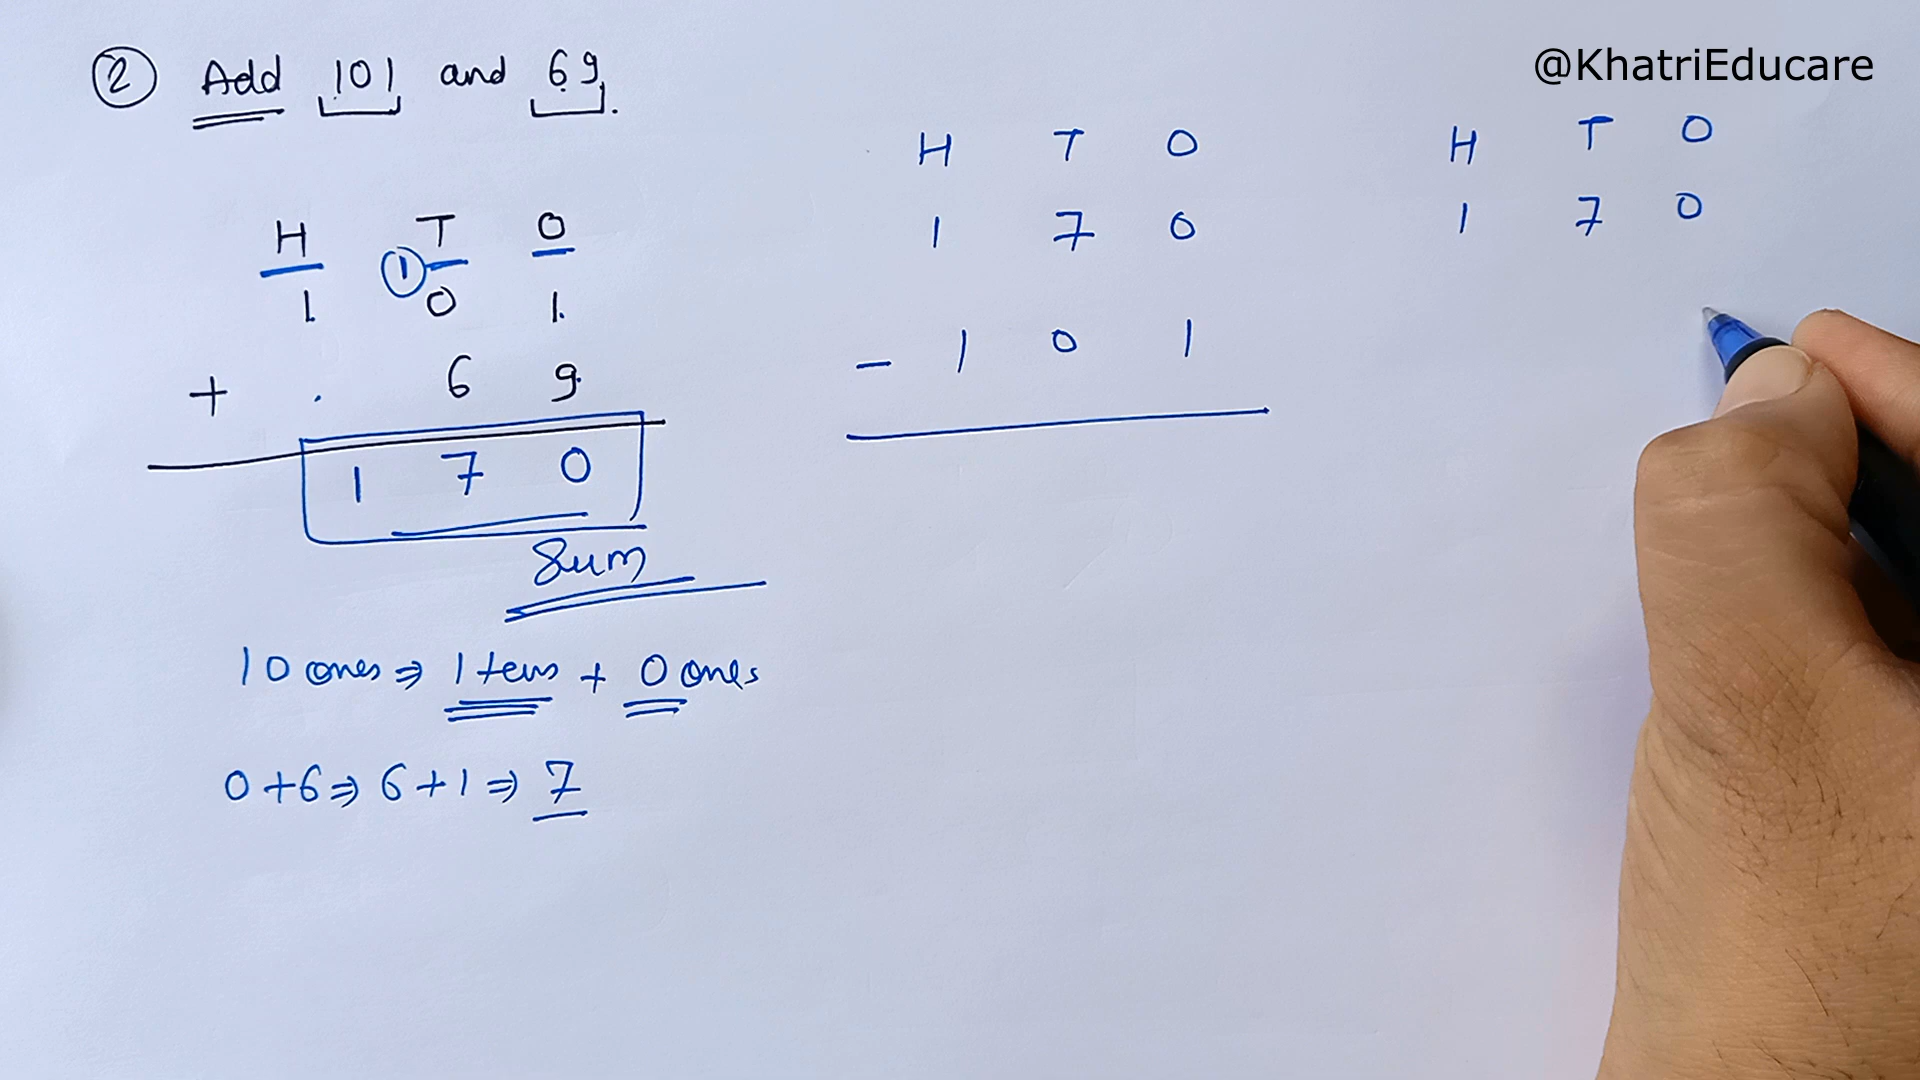 @KhatriEducare
② Add 101 and 69.
H T O
① 
1 0 1
+ 6 9
1 7 0
Sum
10 ones ⇒ 1 tens + 0 ones
0+6 ⇒ 6+1 ⇒ 7
H T O
1 7 0
- 1 0 1
H T O
1 7 0